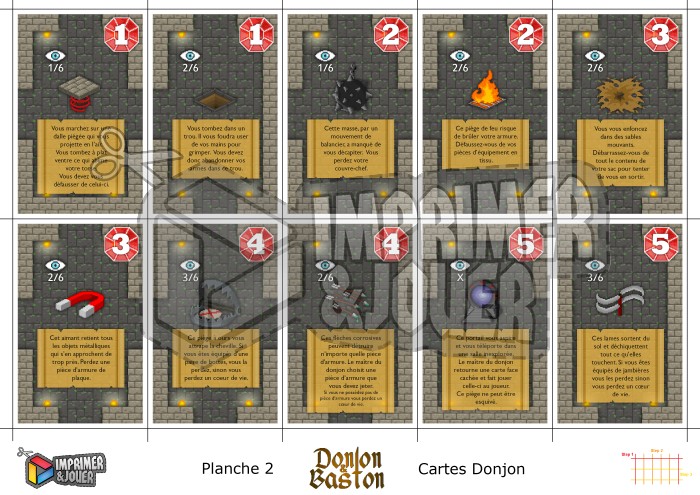 1
1/6
Vous marchez sur une
dalle piégée qui vous
projette en l'air.
Vous tombez à plat
ventre ce qui
votre
Vous devez
défausser de celui-ci.
1
1/6
Vous tombez dans un
trou. Il vous faudra user
de vos mains pour
grimper. Vous devez
donc abandonner vos
armes dans ce trou.
2
1/6
Cette masse, par un
mouvement de
balancier, a manqué de
vous décapiter. Vous
perdez votre
couvre-chef.
2
2/6
Ce piège de feu risque
de brûler votre armure.
Débaussez-vous de vos
pièces d'équipement en
tissu.
3
2/6
Vous vous enfoncez
dans des sables
mouvants.
Débarrussez-vous de
tout le contenu de
votre sac pour tenter
de vous en sortir.
3
2/6
Ces aimant retient tous
les objets métalliques
qui s'en approchent de
trop près. Perdez une
pièce d'armure de
plaque.
4
3/6
Ce piège à ours vous
attrape la cheville. Si
vous êtes équipés d'une
paire de bottes, vous la
perdez, sinon vous
perdez un coeur de vie.
4
2/6
Ces flèches corrosives
peuvent détruire
n'importe quelle pièce
d'armure. Le maître du
donjon choisit une
pièce d'armure que
vous devez jeter.
Si vous ne possédez pas de
pièce d'armure vous perdez un
coeur de vie.
5
X
Ce portail vous aspire
et vous téléporte dans
une salle inexplorée.
Le maître du donjon
retourne une carte face
cachée et fait jouer
celle-ci au joueur.
Ce piège ne peut être
esquivé.
5
3/6
Ces lames sortent du
sol et déchiquettent
tout ce qu'elles
touchent. Si vous êtes
équipés de jambières
vous les perdez sinon
vous perdez un cœur
de vie.
IMPRIMER
&JOUER
IMPRIMER
&JOUER
Planche 2
Donjon
&
Baston
Cartes Donjon
Step 1
Step 2